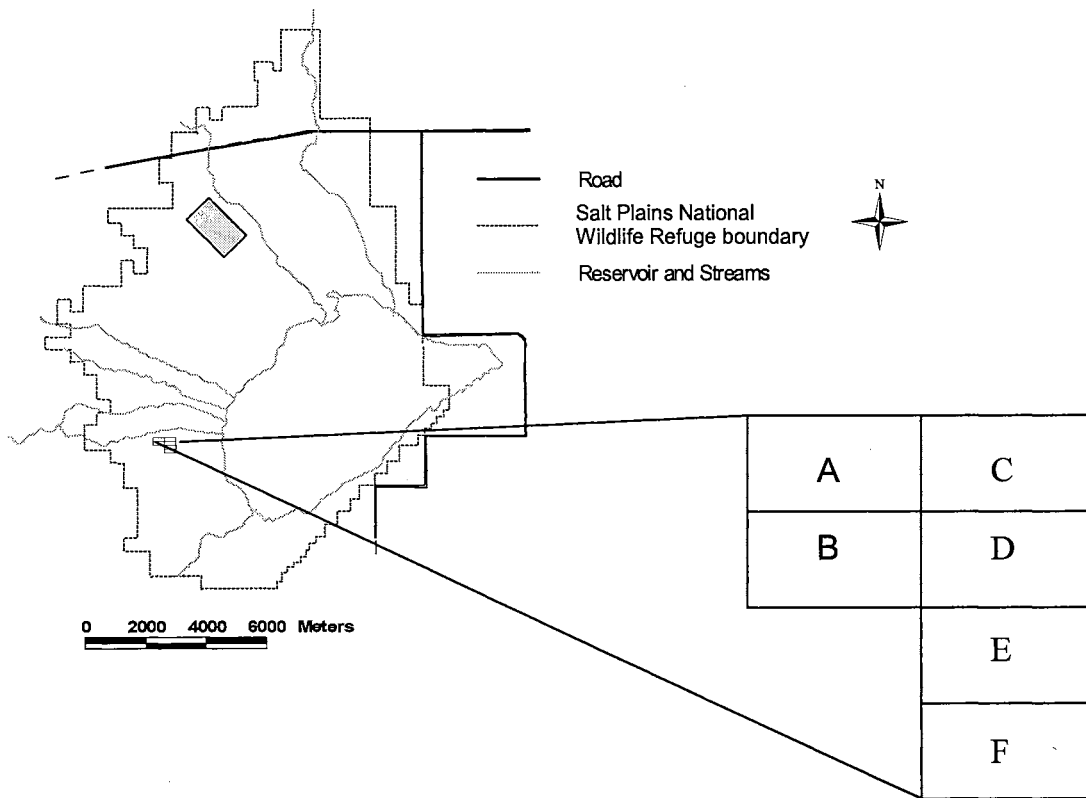 N
Road
Salt Plains National
Wildlife Refuge boundary
Reservoir and Streams
A
C
B
D
E
F
0 2000 4000 6000 Meters